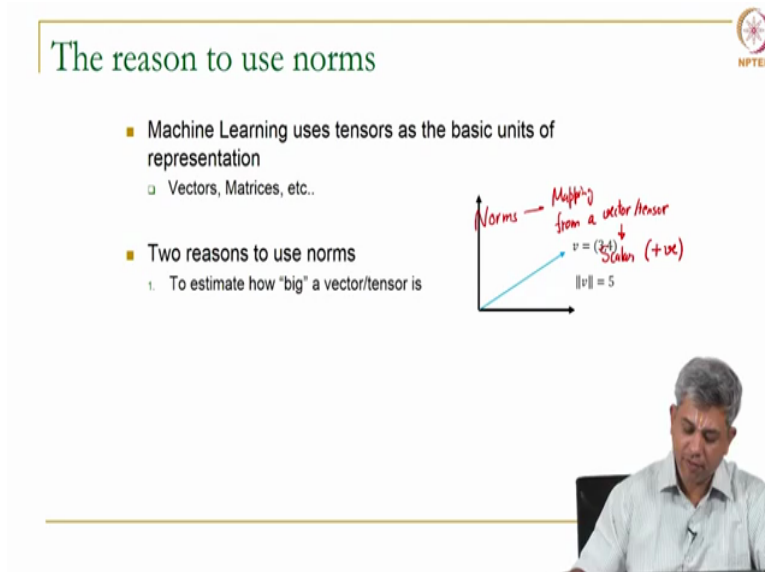 The reason to use norms
NPTEL
Machine Learning uses tensors as the basic units of
representation
Vectors, Matrices, etc..
Norms — Mapping
from a vector/tensor
↓
Scalar (+ve)
v = (3,4)
‖v‖ = 5
Two reasons to use norms
1. To estimate how "big" a vector/tensor is